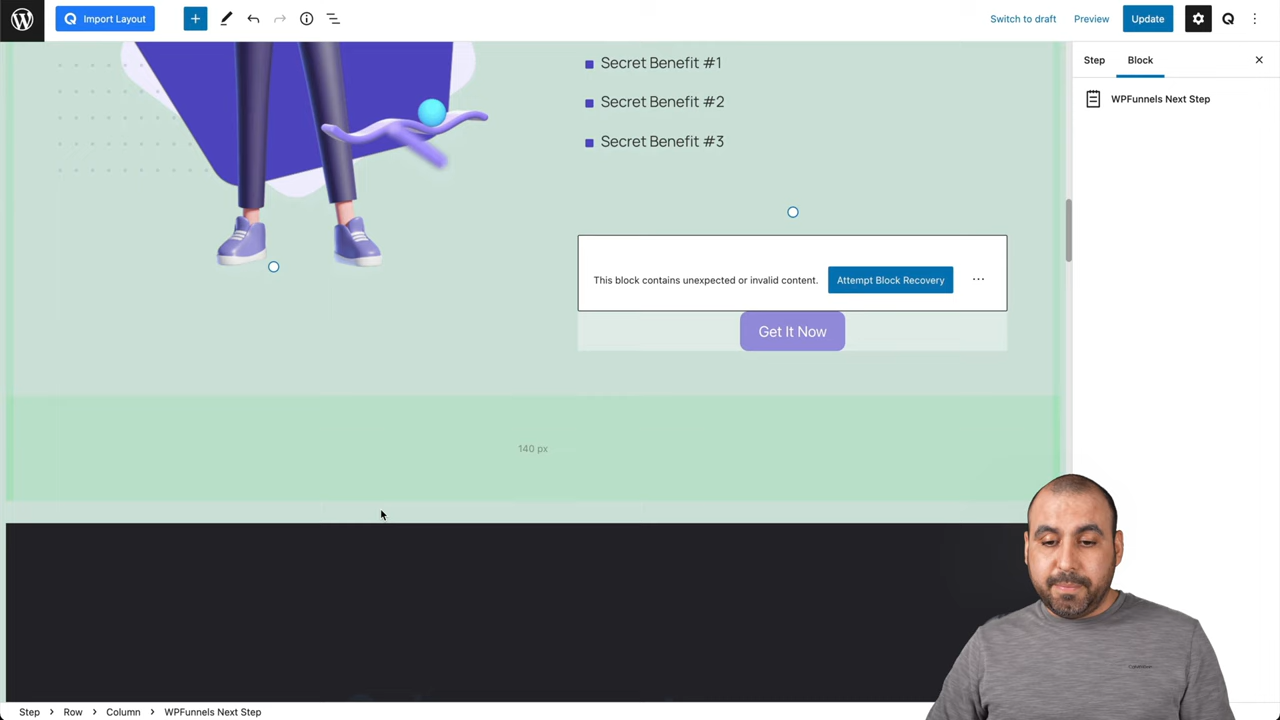 Import Layout
Switch to draft
Preview
Update
Step
Block
WPFunnels Next Step
Secret Benefit #1
Secret Benefit #2
Secret Benefit #3
This block contains unexpected or invalid content.
Attempt Block Recovery
Get It Now
140 px
Step > Row > Column > WPFunnels Next Step